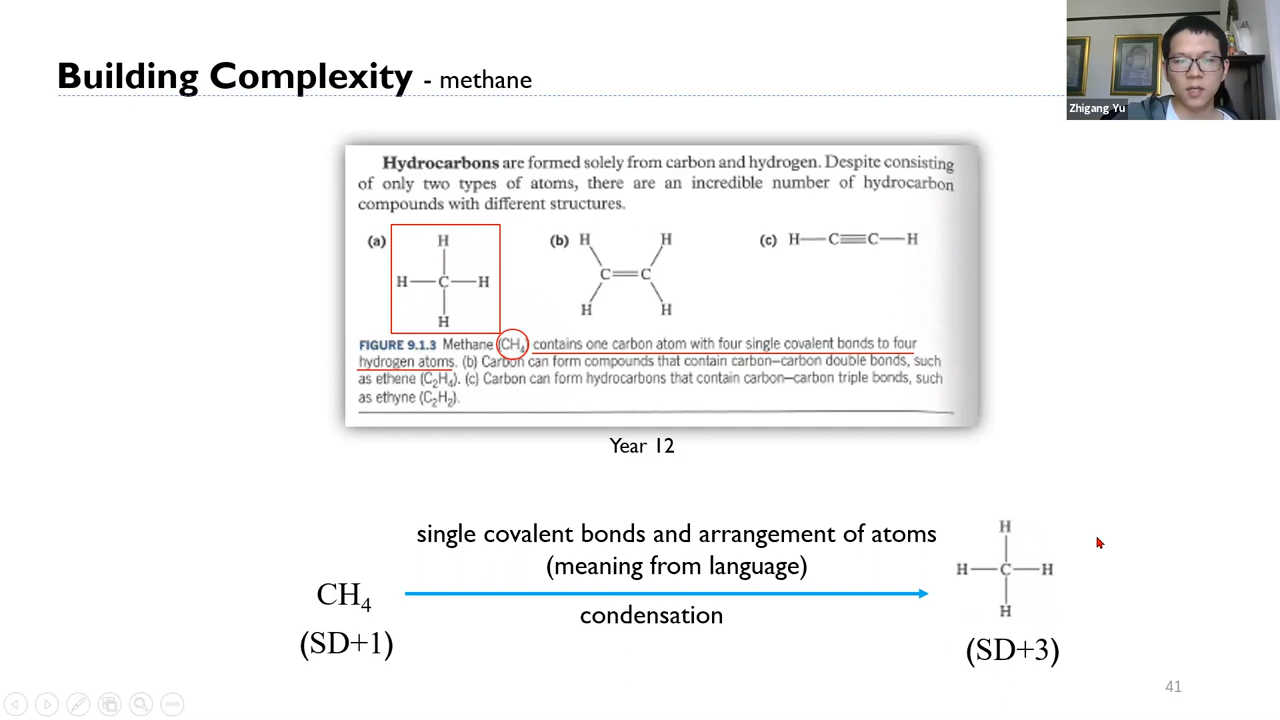 Building Complexity - methane
Zhigang Yu
Hydrocarbons are formed solely from carbon and hydrogen. Despite consisting
of only two types of atoms, there are an incredible number of hydrocarbon
compounds with different structures.
(a)
H
H—C—H
H
(b) H H
C=C
H H
(c) H—C≡C—H
FIGURE 9.1.3 Methane (CH₄) contains one carbon atom with four single covalent bonds to four
hydrogen atoms. (b) Carbon can form compounds that contain carbon–carbon double bonds, such
as ethene (C₂H₄). (c) Carbon can form hydrocarbons that contain carbon–carbon triple bonds, such
as ethyne (C₂H₂).
Year 12
single covalent bonds and arrangement of atoms
(meaning from language)
CH₄
(SD+1)
condensation
H
H—C—H
H
(SD+3)
41